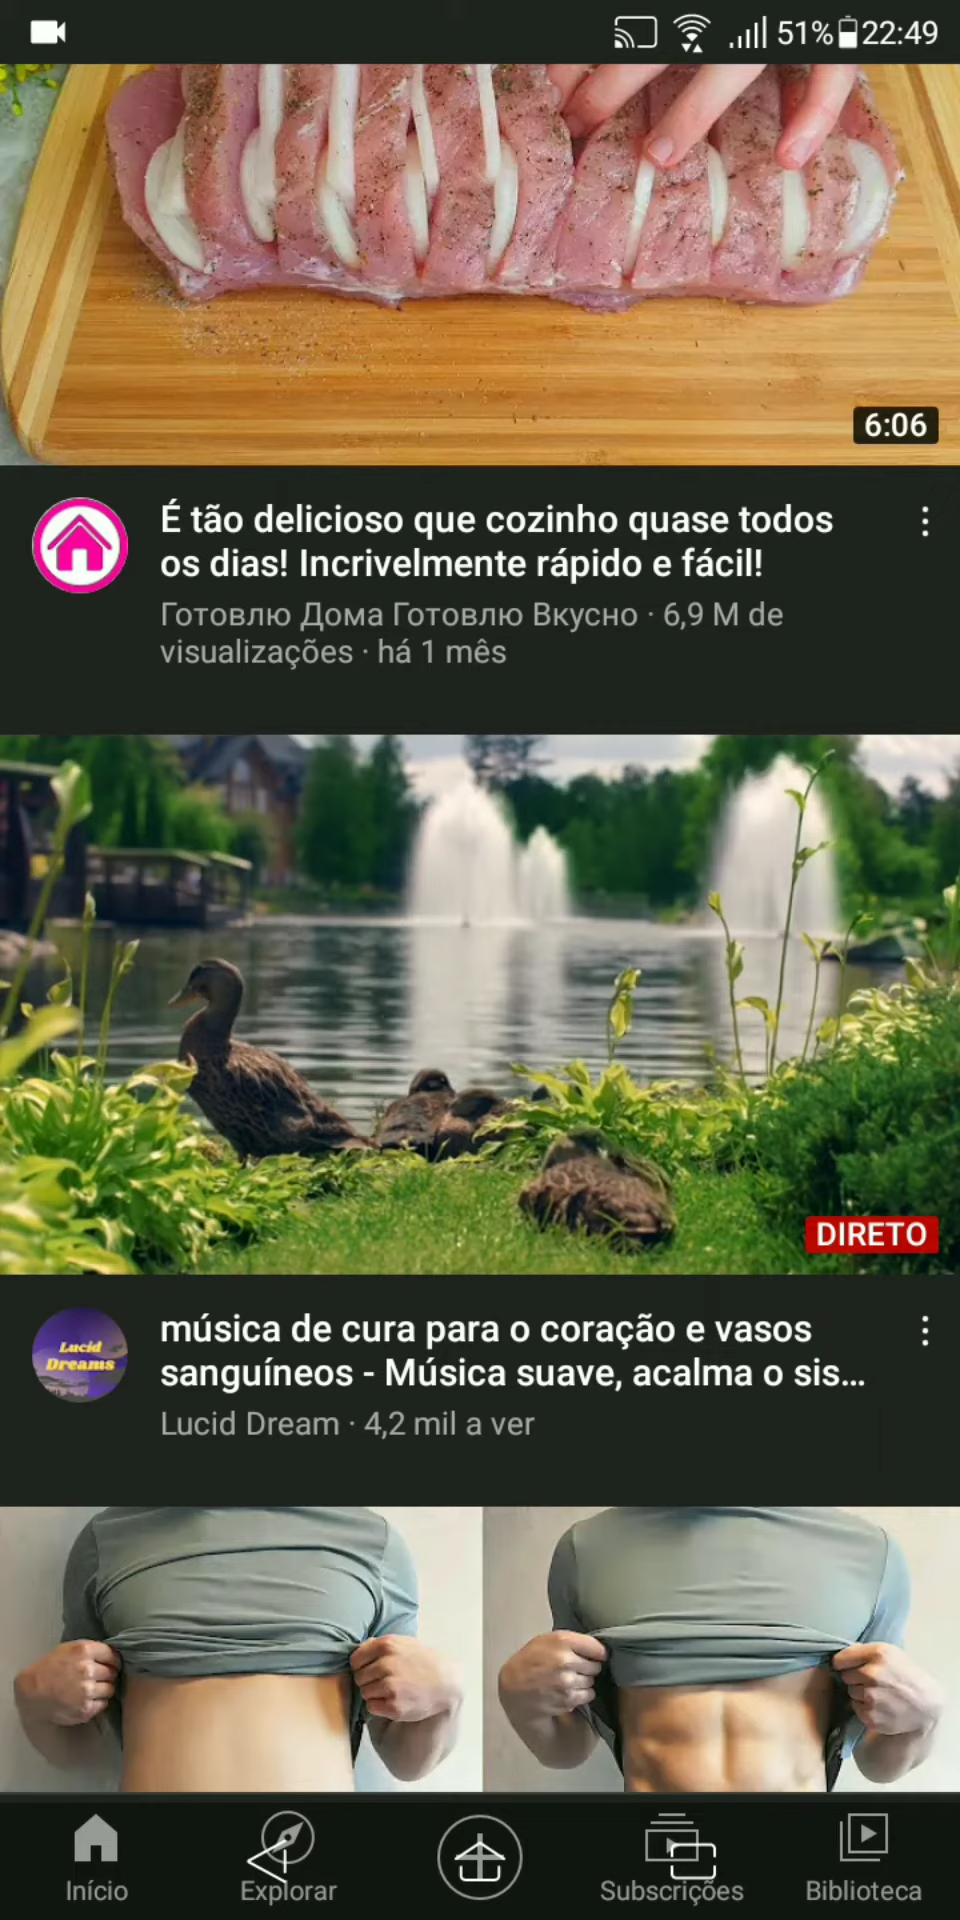 51% 22:49
6:06
É tão delicioso que cozinho quase todos
os dias! Incrivelmente rápido e fácil!
Готовлю Дома Готовлю Вкусно · 6,9 M de
visualizações · há 1 mês
DIRETO
Lucid
Dreams
música de cura para o coração e vasos
sanguíneos - Música suave, acalma o sis...
Lucid Dream · 4,2 mil a ver
Início Explorar Subscrições Biblioteca